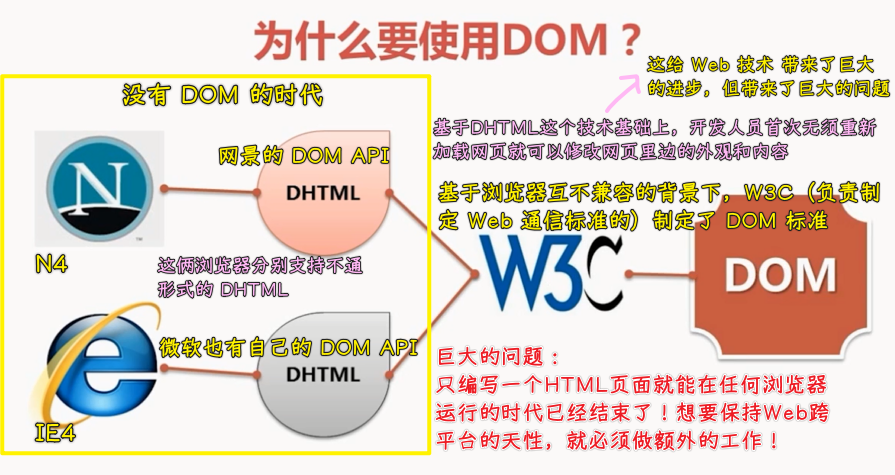 为什么要使用DOM？
这给 Web 技术 带来了巨大
的进步，但带来了巨大的问题
没有 DOM 的时代
基于DHTML这个技术基础上，开发人员首次无须重新
加载网页就可以修改网页里边的外观和内容
网景的 DOM API
N
TM
DHTML
基于浏览器互不兼容的背景下，W3C（负责制
定 Web 通信标准的）制定了 DOM 标准
N4
这俩浏览器分别支持不通
形式的 DHTML
W3C
DOM
微软也有自己的 DOM API
DHTML
IE4
巨大的问题：
只编写一个HTML页面就能在任何浏览器
运行的时代已经结束了！想要保持Web跨
平台的天性，就必须做额外的工作！